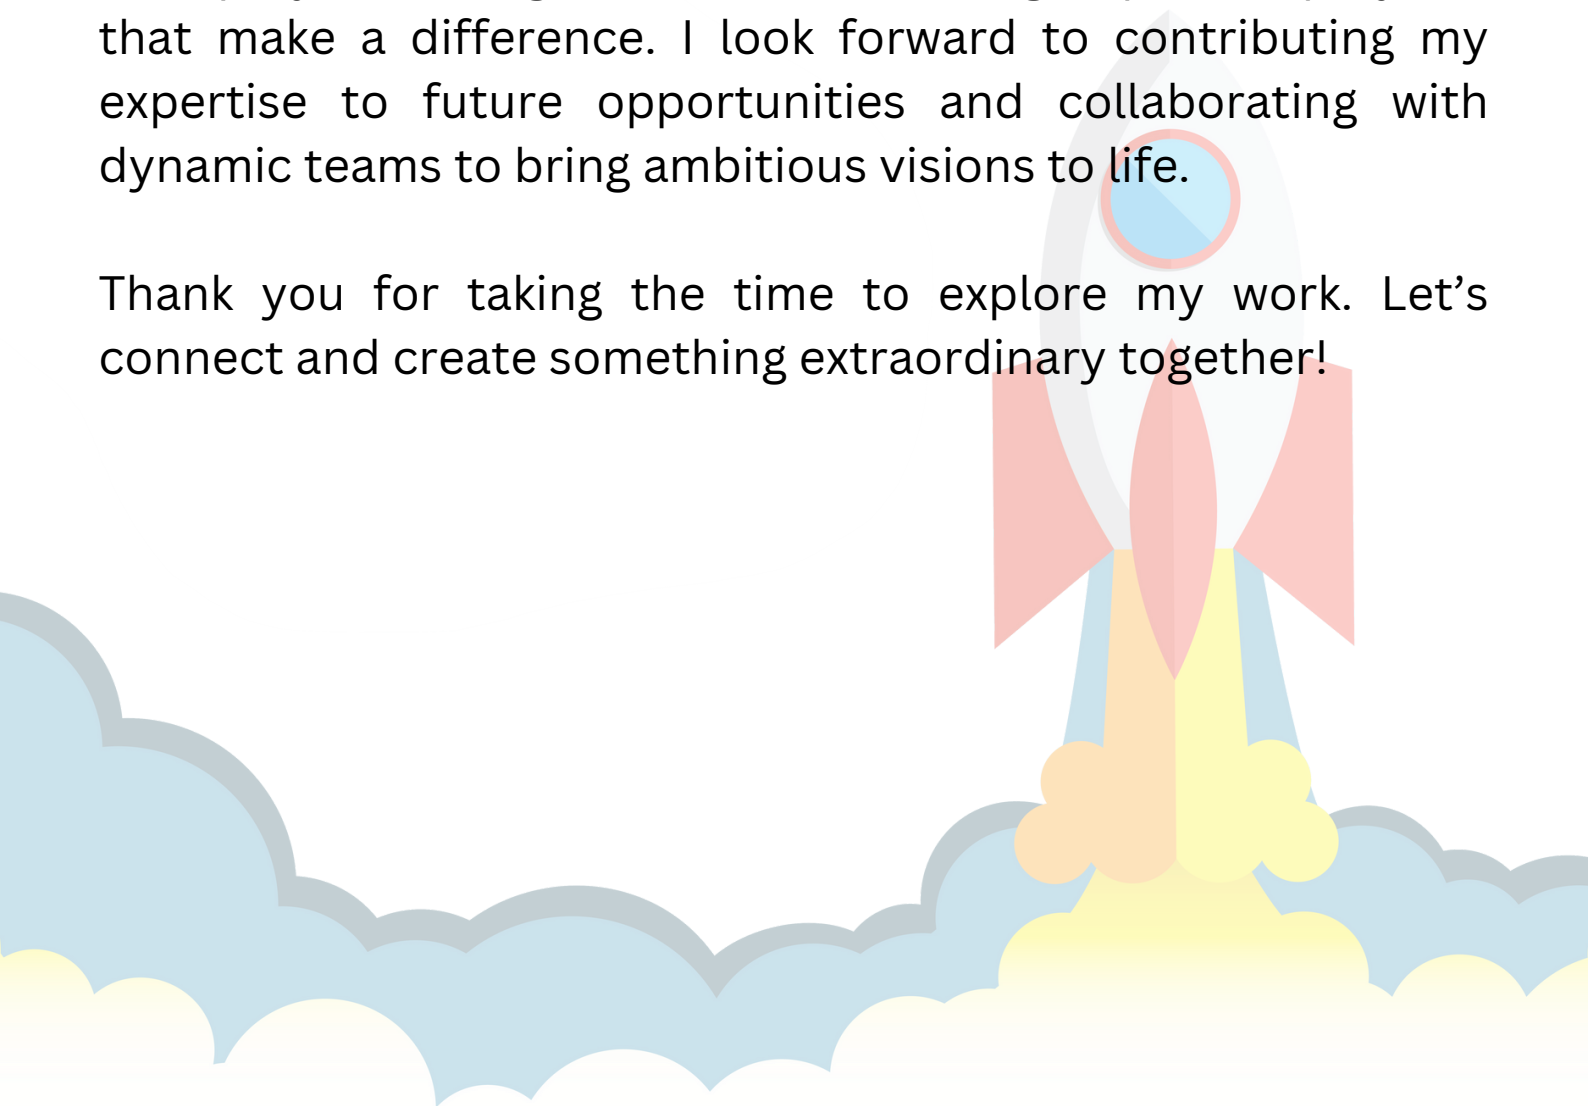 that make a difference. I look forward to contributing my
expertise to future opportunities and collaborating with
dynamic teams to bring ambitious visions to life.
Thank you for taking the time to explore my work. Let’s
connect and create something extraordinary together!